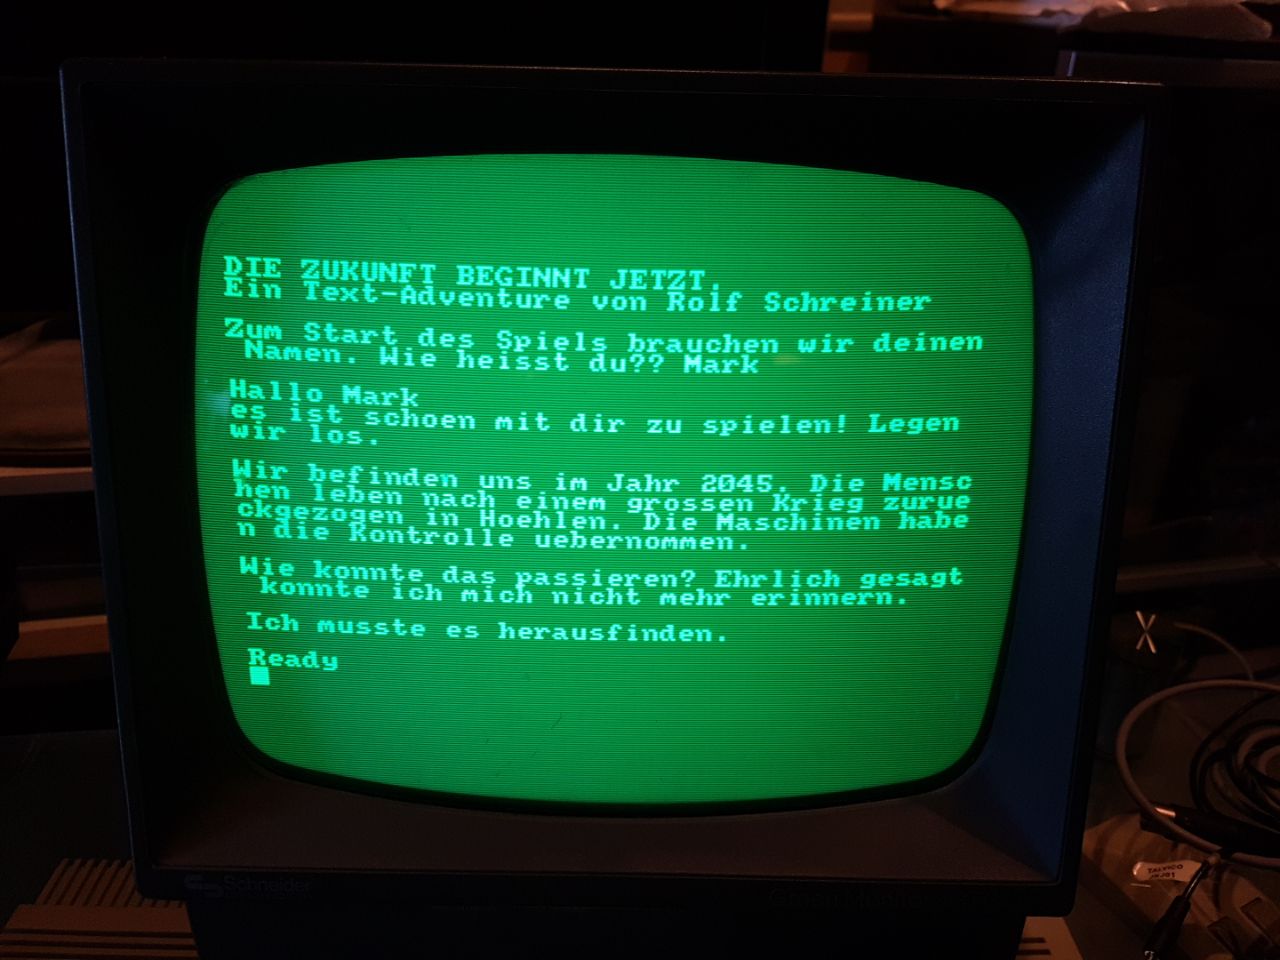 DIE ZUKUNFT BEGINNT JETZT.
Ein Text-Adventure von Rolf Schreiner
Zum Start des Spiels brauchen wir deinen
Namen. Wie heisst du?? Mark
Hallo Mark
es ist schoen mit dir zu spielen! Legen
wir los.
Wir befinden uns im Jahr 2045. Die Mensc
hen leben nach einem grossen Krieg zurue
ckgezogen in Hoehlen. Die Maschinen habe
n die Kontrolle uebernommen.
Wie konnte das passieren? Ehrlich gesagt
konnte ich mich nicht mehr erinnern.
Ich musste es herausfinden.
Ready
Schneider